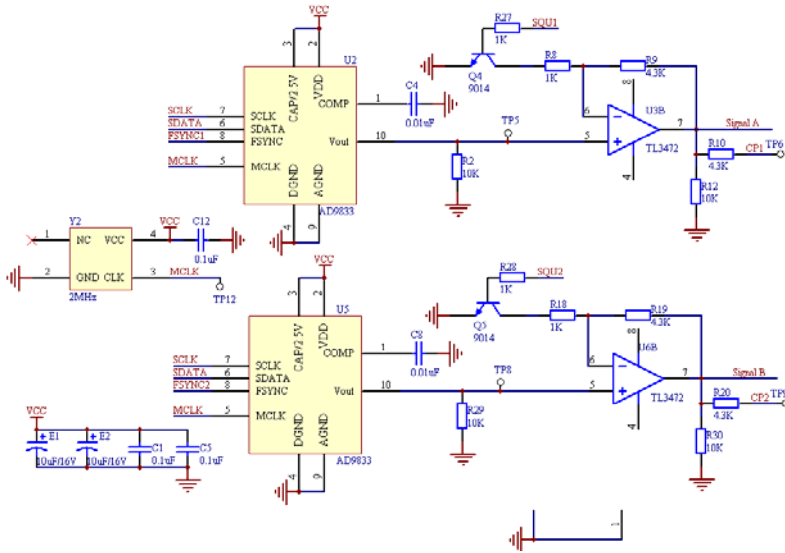 VCC
R27
1K
SQU1
3
2
U2
CAP/2 5V
VDD
COMP
1
C4
0.01uF
Q4
9014
R8
1K
R9
4.3K
8
U3B
6
5
7
TL3472
4
Signal A
SCLK
7
SCLK
SDATA
6
SDATA
FSYNC1
8
FSYNC
Vout
10
TP5
MCLK
5
MCLK
R2
10K
R10
4.3K
CP1
TP6
R12
10K
DGND
AGND
4
9
AD9833
Y2
1
NC
VCC
4
VCC
C12
0.1uF
2
GND
CLK
3
MCLK
TP12
2MHz
VCC
R28
1K
SQU2
3
2
U5
CAP/2 5V
VDD
COMP
1
C8
0.01uF
Q5
9014
R18
1K
R19
4.3K
8
U6B
6
5
7
TL3472
4
Signal B
SCLK
7
SCLK
SDATA
6
SDATA
FSYNC2
8
FSYNC
Vout
10
TP8
MCLK
5
MCLK
R29
10K
R20
4.3K
CP2
R30
10K
DGND
AGND
4
9
AD9833
VCC
E1
10uF/16V
E2
10uF/16V
C1
0.1uF
C5
0.1uF
1